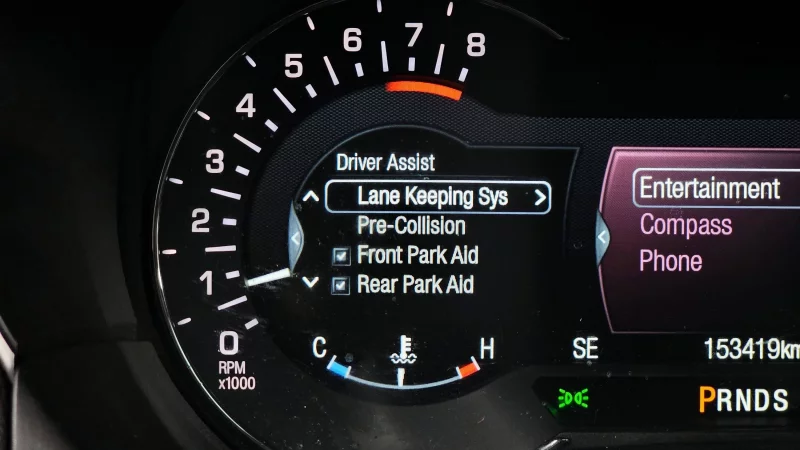 8
7
6
5
4
3
2
1
0
RPM
x1000
Driver Assist
Lane Keeping Sys
Pre-Collision
Front Park Aid
Rear Park Aid
C H
Entertainment
Compass
Phone
SE 153419km
PRNDS